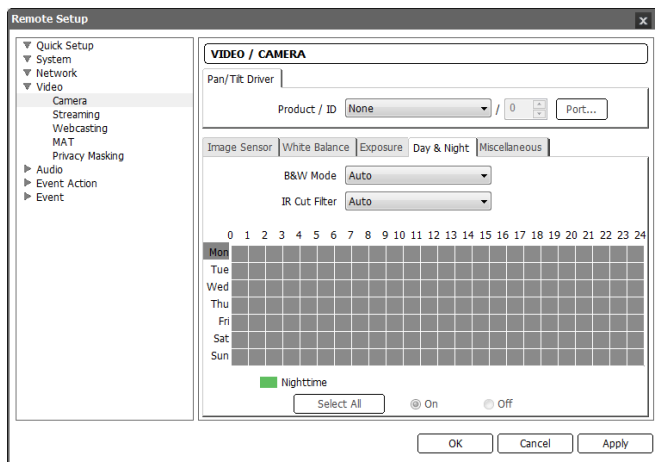 Remote Setup
x
Quick Setup
System
Network
Video
Camera
Streaming
Webcasting
MAT
Privacy Masking
Audio
Event Action
Event
VIDEO / CAMERA
Pan/Tilt Driver
Product / ID None / 0 Port...
Image Sensor White Balance Exposure Day & Night Miscellaneous
B&W Mode Auto
IR Cut Filter Auto
0 1 2 3 4 5 6 7 8 9 10 11 12 13 14 15 16 17 18 19 20 21 22 23 24
Mon
Tue
Wed
Thu
Fri
Sat
Sun
Nighttime
Select All On Off
OK Cancel Apply